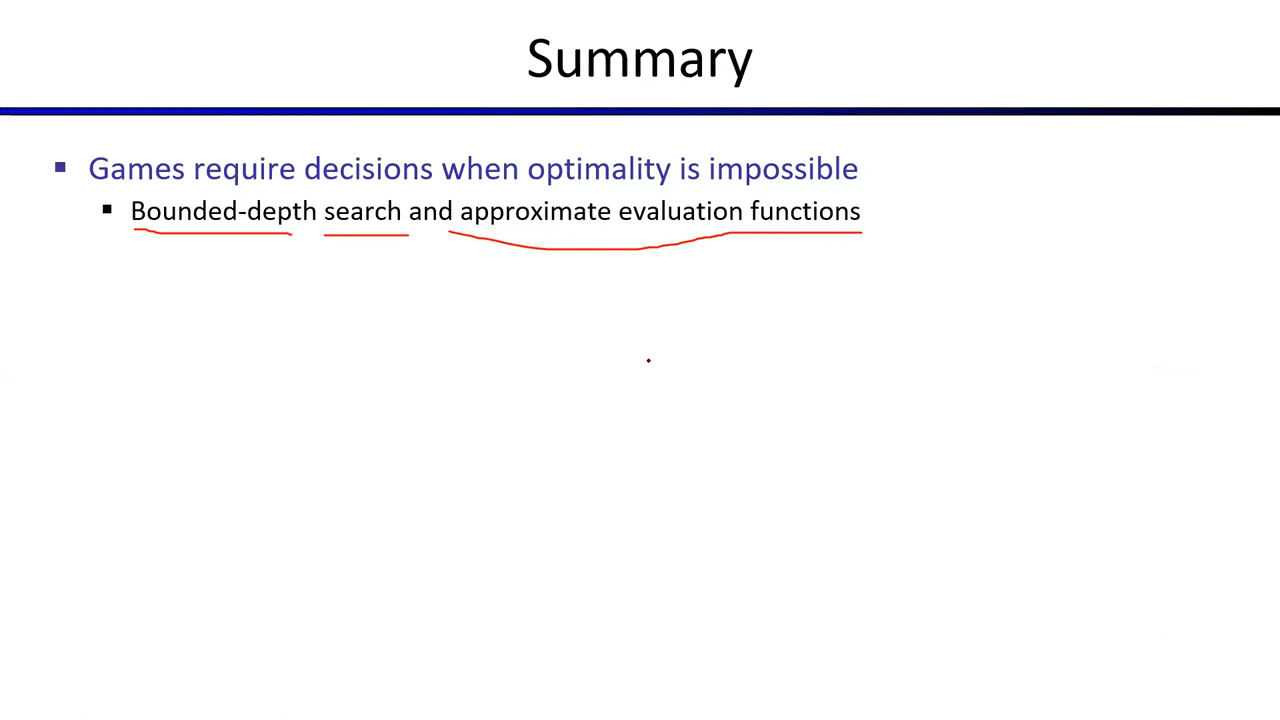 Summary
Games require decisions when optimality is impossible
Bounded-depth search and approximate evaluation functions